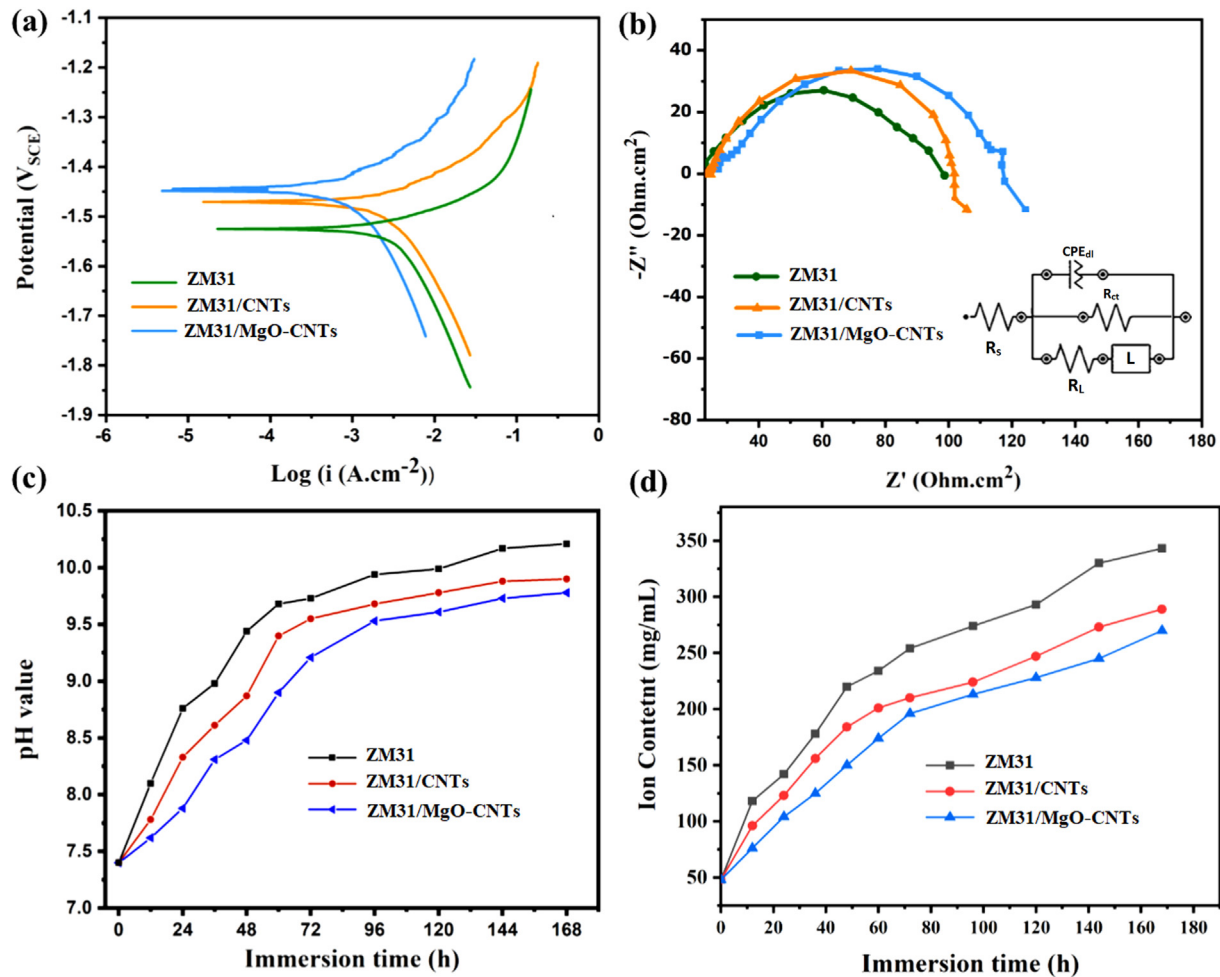 (a)
-1.1
-1.2
-1.3
-1.4
-1.5
-1.6
-1.7
-1.8
-1.9
Potential (V_SCE)
ZM31
ZM31/CNTs
ZM31/MgO-CNTs
-6 -5 -4 -3 -2 -1 0
Log (i (A.cm⁻²))
(b)
40
20
0
-20
-40
-60
-80
-Z'' (Ohm.cm²)
ZM31
ZM31/CNTs
ZM31/MgO-CNTs
CPE_dl
R_ct
R_s
L
R_L
40 60 80 100 120 140 160 180
Z' (Ohm.cm²)
(c)
10.5
10.0
9.5
9.0
8.5
8.0
7.5
7.0
pH value
ZM31
ZM31/CNTs
ZM31/MgO-CNTs
0 24 48 72 96 120 144 168
Immersion time (h)
(d)
350
300
250
200
150
100
50
Ion Contetnt (mg/mL)
ZM31
ZM31/CNTs
ZM31/MgO-CNTs
0 20 40 60 80 100 120 140 160 180
Immersion time (h)